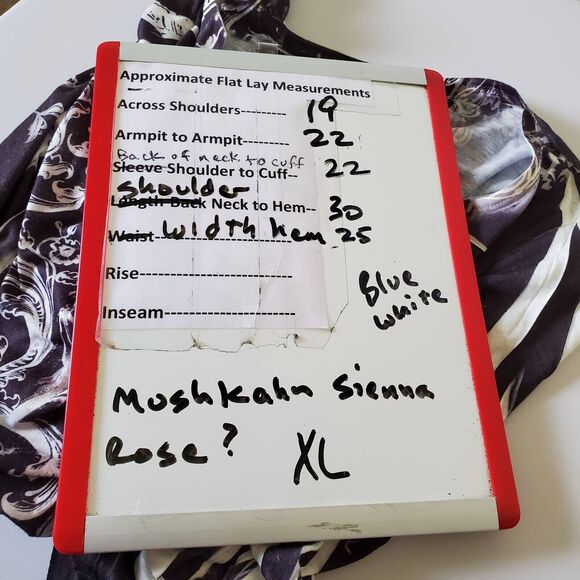 Approximate Flat Lay Measurements
Across Shoulders--------- 19
Armpit to Armpit--------- 22
Back of neck to cuff
Sleeve Shoulder to Cuff-- 22
shoulder
Length Back Neck to Hem-- 30
Waist width hem 25
Rise------------------------------
Inseam-------------------------
Blue
white
Moshkahn Sienna
Rose?
XL